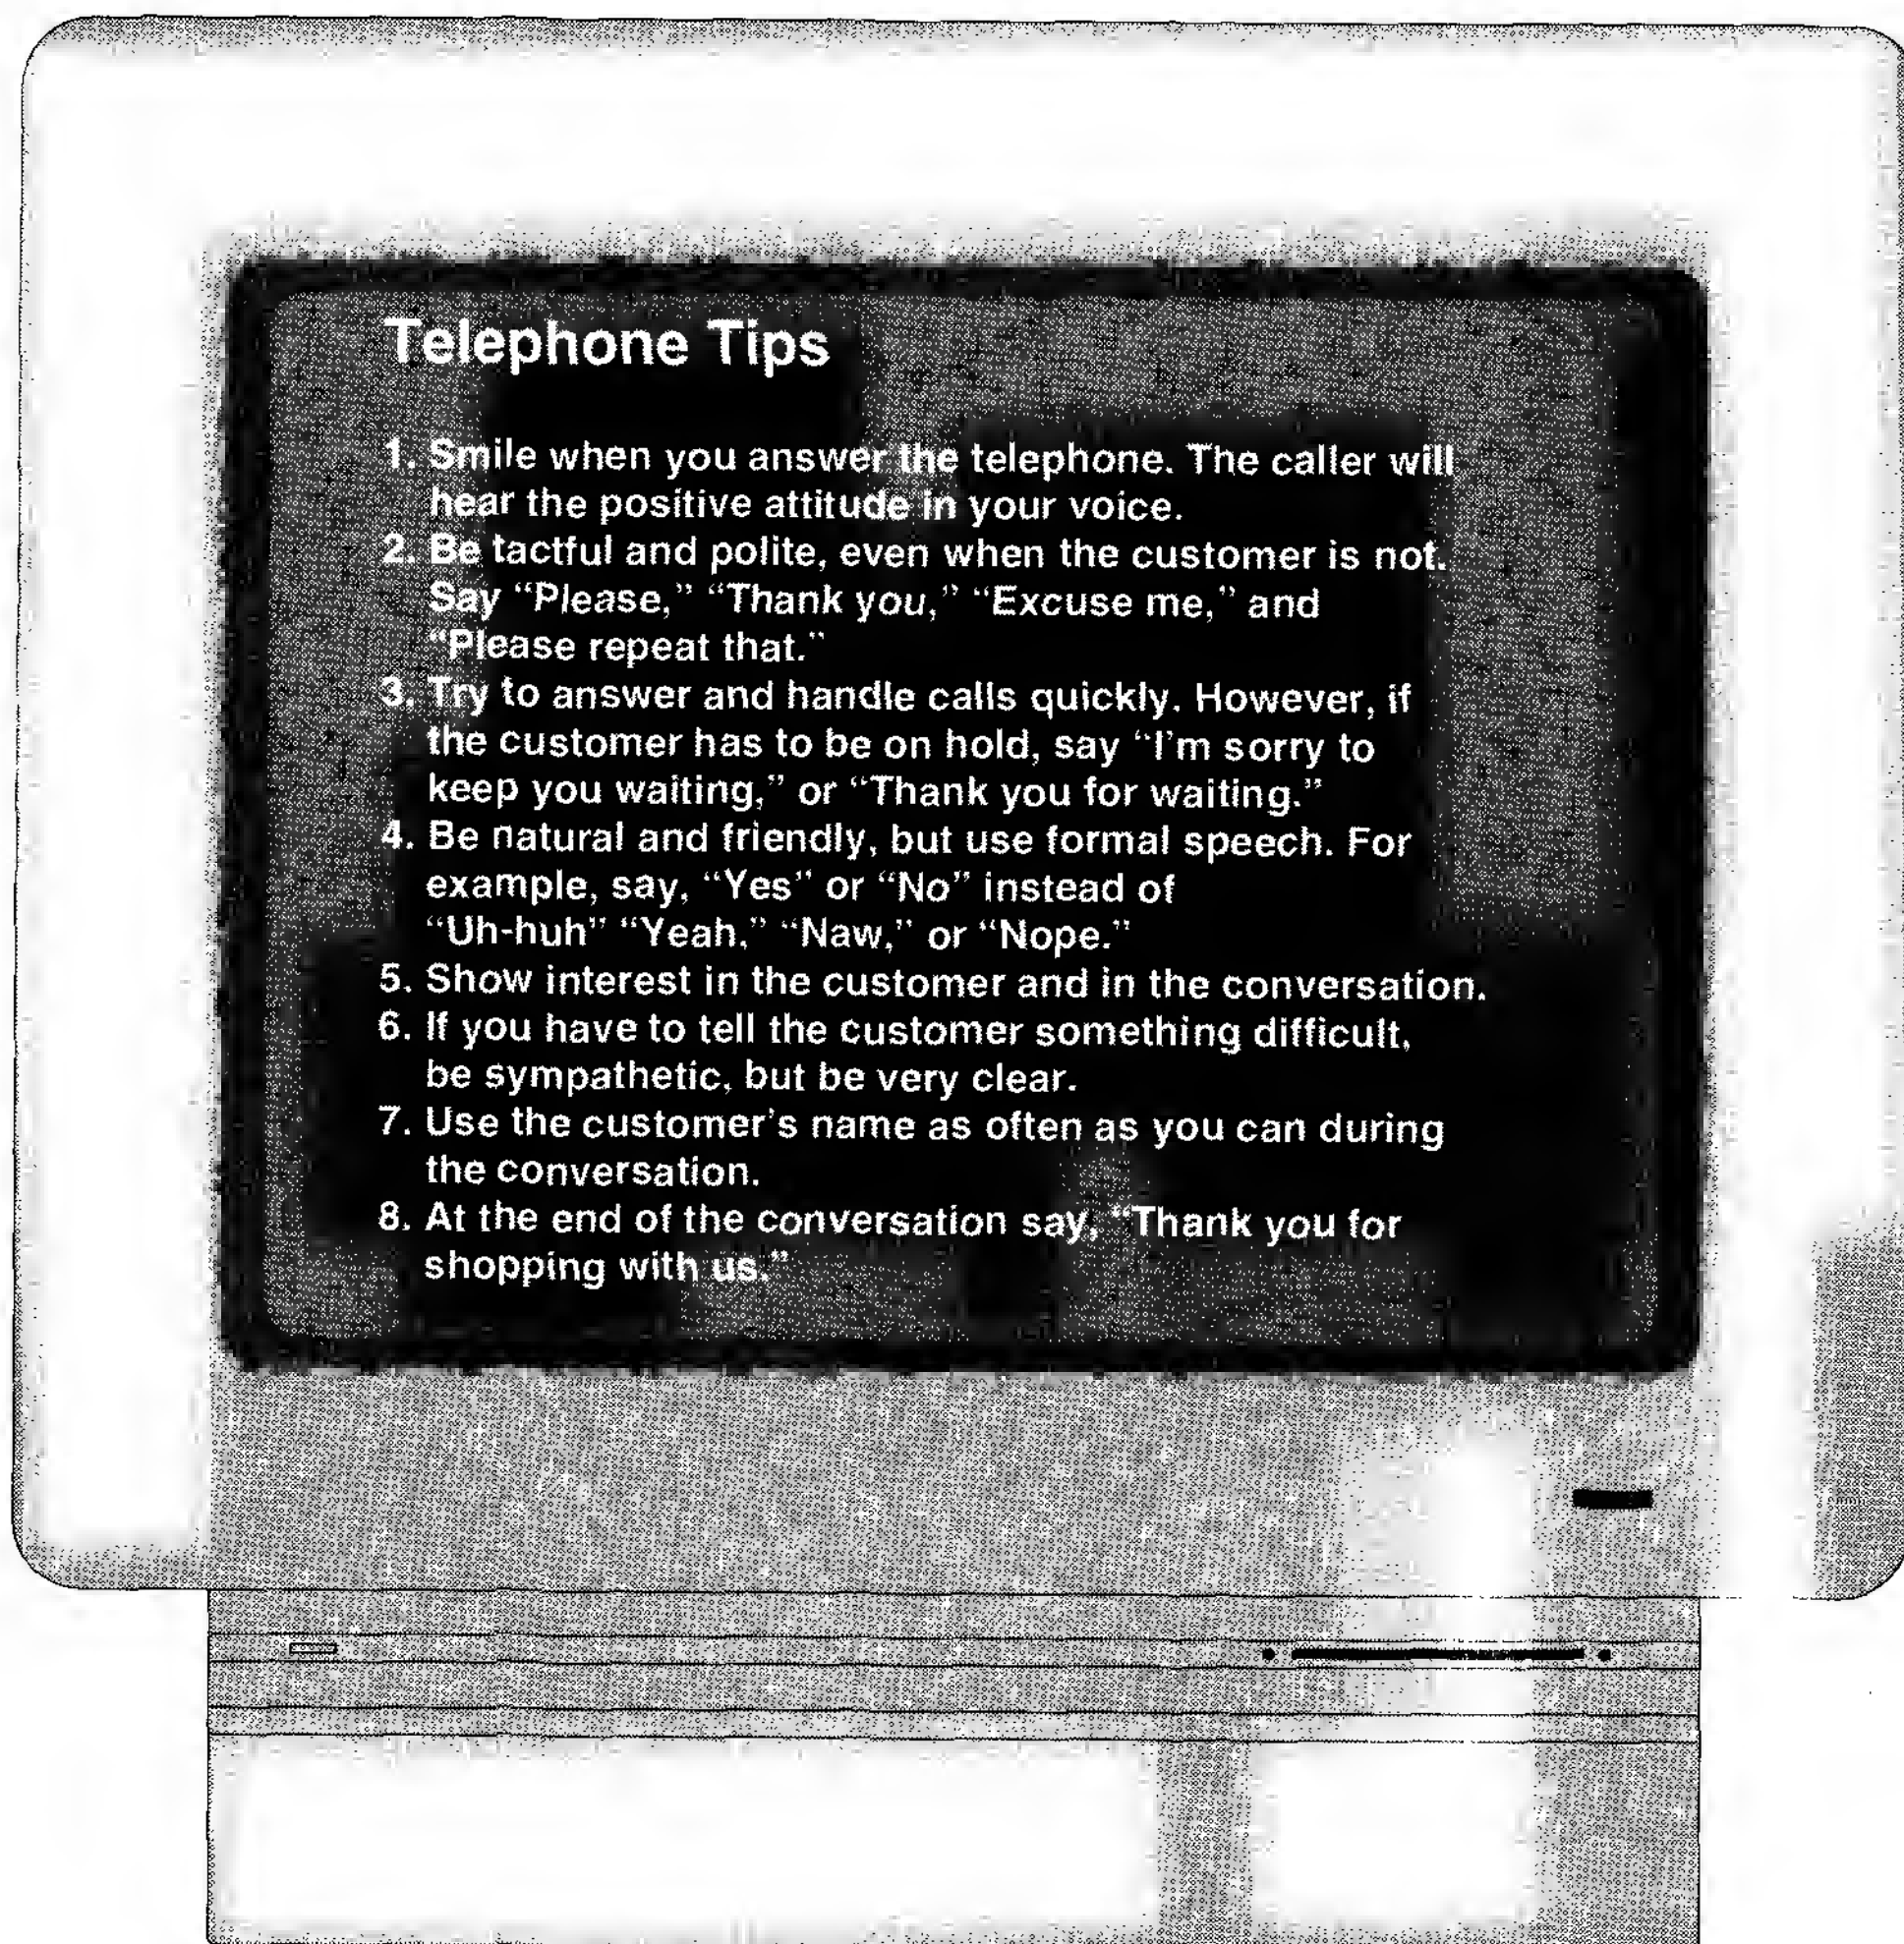 Telephone Tips
1. Smile when you answer the telephone. The caller will
hear the positive attitude in your voice.
2. Be tactful and polite, even when the customer is not.
Say “Please,” “Thank you,” “Excuse me,” and
“Please repeat that.”
3. Try to answer and handle calls quickly. However, if
the customer has to be on hold, say “I’m sorry to
keep you waiting,” or “Thank you for waiting.”
4. Be natural and friendly, but use formal speech. For
example, say, “Yes” or “No” instead of
“Uh-huh” “Yeah,” “Naw,” or “Nope.”
5. Show interest in the customer and in the conversation.
6. If you have to tell the customer something difficult,
be sympathetic, but be very clear.
7. Use the customer’s name as often as you can during
the conversation.
8. At the end of the conversation say, “Thank you for
shopping with us.”